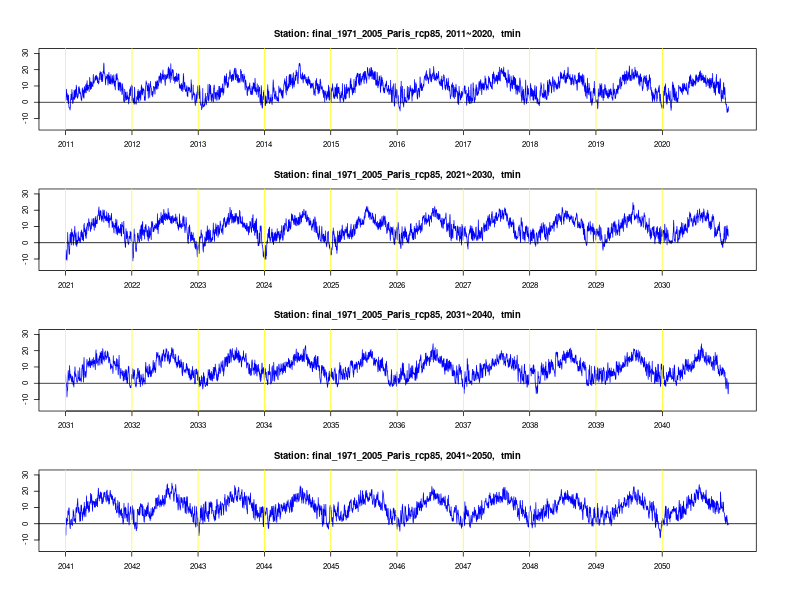 Station: final_1971_2005_Paris_rcp85, 2011~2020, tmin
30
20
10
0
-10
2011 2012 2013 2014 2015 2016 2017 2018 2019 2020
Station: final_1971_2005_Paris_rcp85, 2021~2030, tmin
30
20
10
0
-10
2021 2022 2023 2024 2025 2026 2027 2028 2029 2030
Station: final_1971_2005_Paris_rcp85, 2031~2040, tmin
30
20
10
0
-10
2031 2032 2033 2034 2035 2036 2037 2038 2039 2040
Station: final_1971_2005_Paris_rcp85, 2041~2050, tmin
30
20
10
0
-10
2041 2042 2043 2044 2045 2046 2047 2048 2049 2050